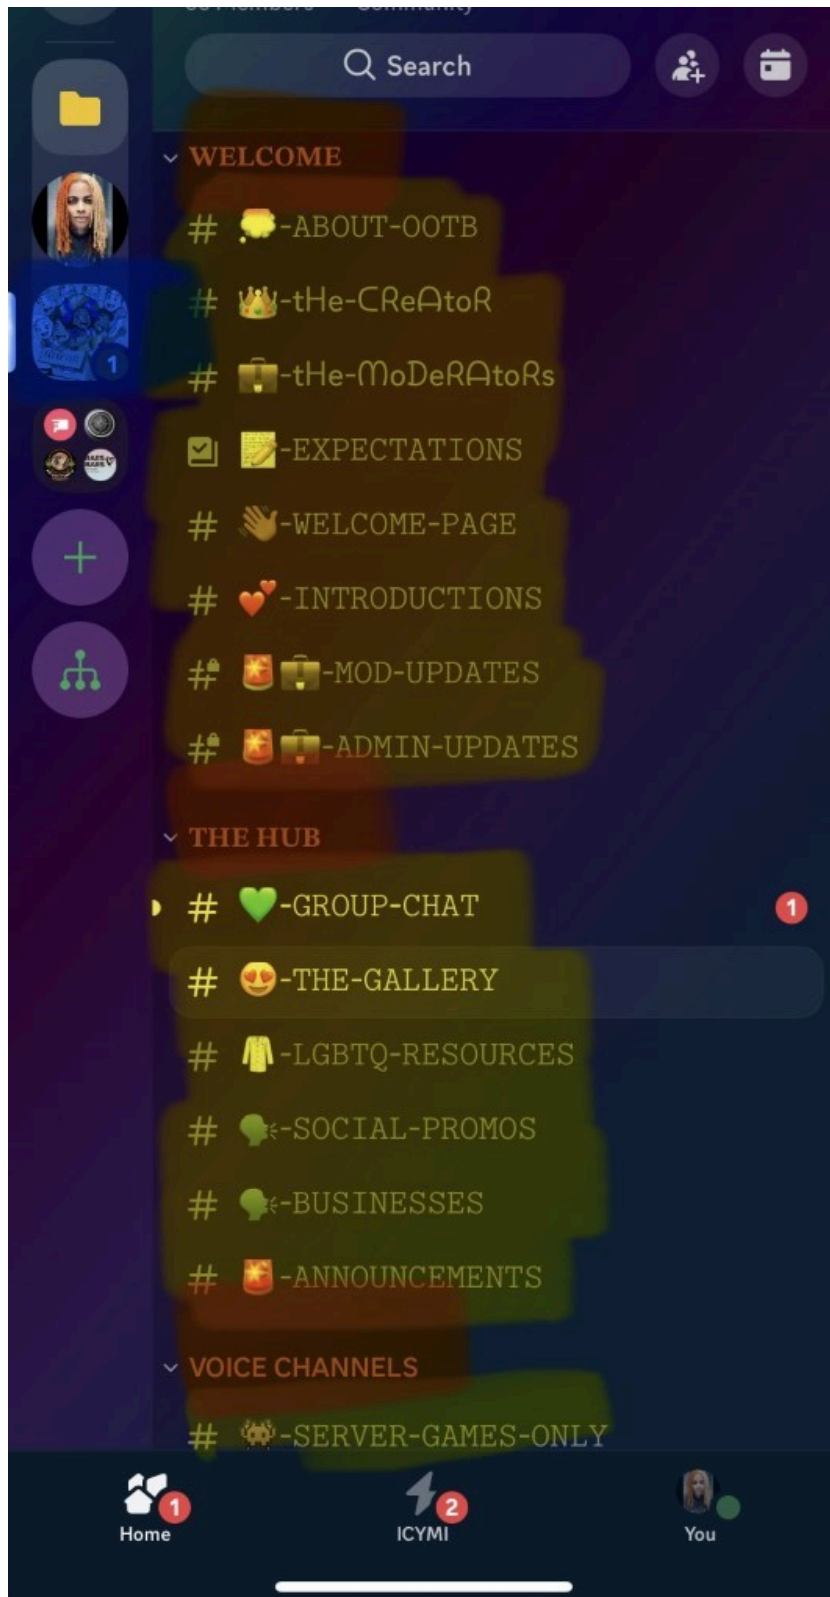 Search
WELCOME
# 💭-ABOUT-OOTB
# 👑-tHe-CReAtoR
# 💼-tHe-MoDeRAtoRs
📝-EXPECTATIONS
# 👋-WELCOME-PAGE
# 💕-INTRODUCTIONS
# 🚨💼-MOD-UPDATES
# 🚨💼-ADMIN-UPDATES
1
THE HUB
# 💚-GROUP-CHAT 1
# 😍-THE-GALLERY
# 🥼-LGBTQ-RESOURCES
# 🗣-SOCIAL-PROMOS
# 🗣-BUSINESSES
# 🚨-ANNOUNCEMENTS
VOICE CHANNELS
# 👾-SERVER-GAMES-ONLY
1 2
Home ICYMI You